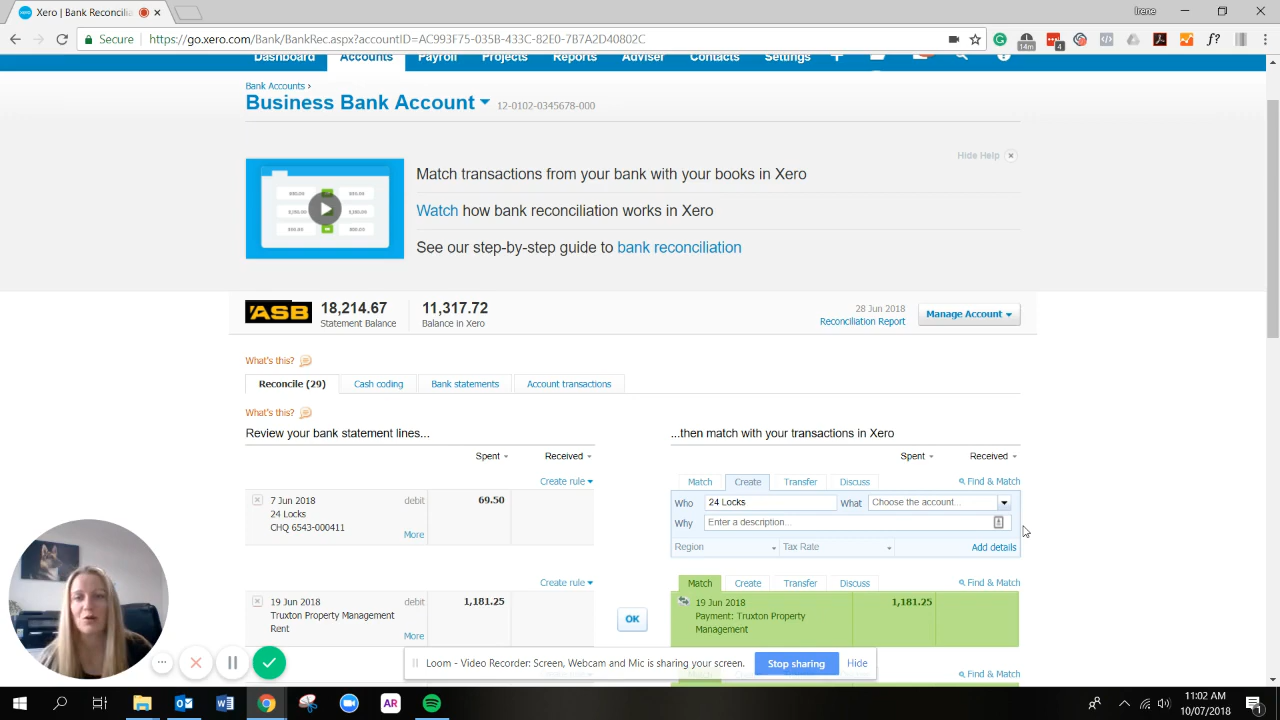 Xero | Bank Reconcilia
Secure https://go.xero.com/Bank/BankRec.aspx?accountID=AC993F75-035B-433C-82E0-7B7A2D40802C
14m 4 f?
Dashboard Accounts Payroll Projects Reports Adviser Contacts Settings
Bank Accounts ›
Business Bank Account 12-0102-0345678-000
Hide Help
Match transactions from your bank with your books in Xero
Watch how bank reconciliation works in Xero
See our step-by-step guide to bank reconciliation
ASB 18,214.67 11,317.72 28 Jun 2018
Statement Balance Balance in Xero Reconciliation Report Manage Account
What's this?
Reconcile (29) Cash coding Bank statements Account transactions
What's this?
Review your bank statement lines... ...then match with your transactions in Xero
Spent Received Spent Received
Create rule Match Create Transfer Discuss Find & Match
7 Jun 2018 debit 69.50 Who 24 Locks What Choose the account...
24 Locks Why Enter a description...
CHQ 6543-000411
More Region Tax Rate Add details
Create rule Match Create Transfer Discuss Find & Match
19 Jun 2018 debit 1,181.25 19 Jun 2018 1,181.25
Truxton Property Management OK Payment: Truxton Property
Rent Management
More
Loom - Video Recorder: Screen, Webcam and Mic is sharing your screen. Stop sharing Hide
Find & Match
AR 11:02 AM
10/07/2018